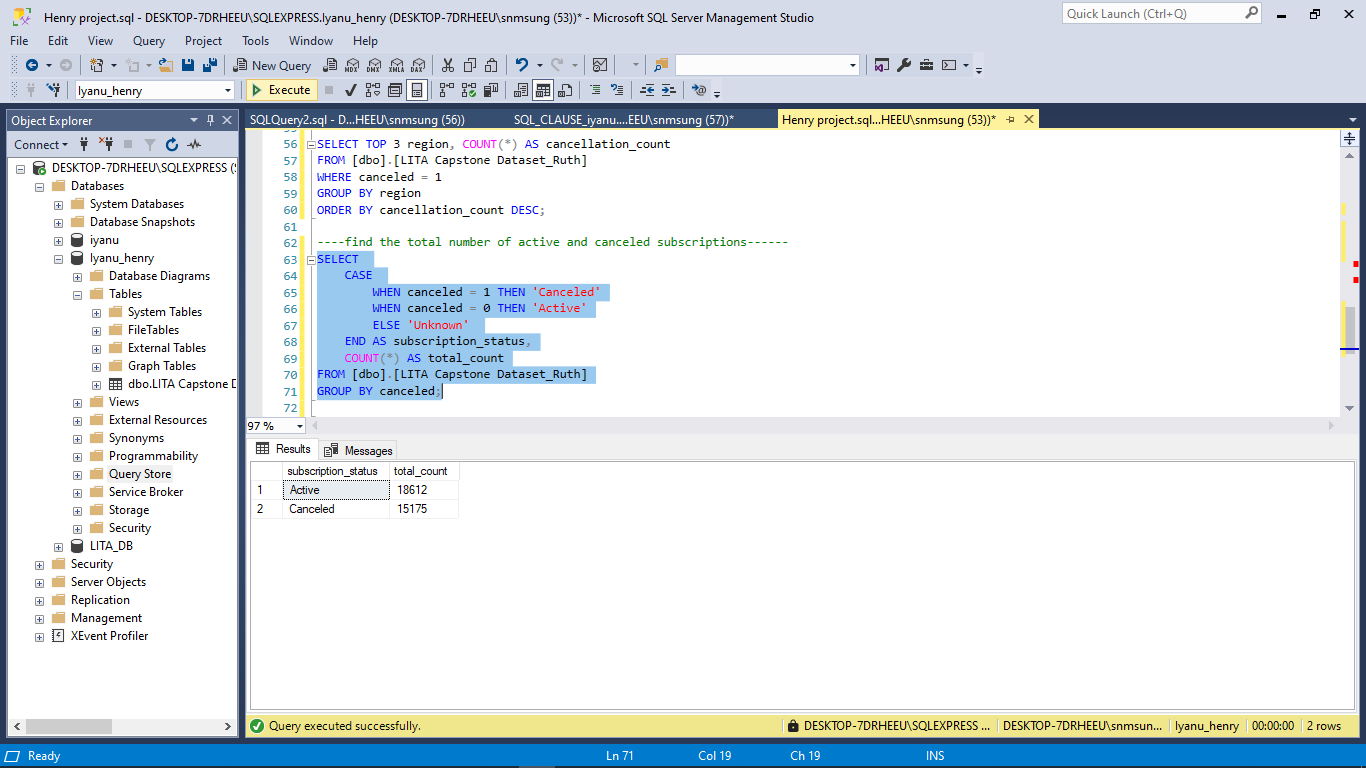 Henry project.sql - DESKTOP-7DRHEEU\SQLEXPRESS.Iyanu_henry (DESKTOP-7DRHEEU\snmsung (53))* - Microsoft SQL Server Management Studio
Quick Launch (Ctrl+Q)
File Edit View Query Project Tools Window Help
New Query
MDX DMX XMLA DAX
Iyanu_henry
Execute
Object Explorer
SQLQuery2.sql - D...HEEU\snmsung (56))
SQL_CLAUSE_iyanu....EEU\snmsung (57))*
Henry project.sql...HEEU\snmsung (53))*
Connect
DESKTOP-7DRHEEU\SQLEXPRESS (
Databases
System Databases
Database Snapshots
iyanu
Iyanu_henry
Database Diagrams
Tables
System Tables
FileTables
External Tables
Graph Tables
dbo.LITA Capstone D
Views
External Resources
Synonyms
Programmability
Query Store
Service Broker
Storage
Security
LITA_DB
Security
Server Objects
Replication
Management
XEvent Profiler
56 SELECT TOP 3 region, COUNT(*) AS cancellation_count
57 FROM [dbo].[LITA Capstone Dataset_Ruth]
58 WHERE canceled = 1
59 GROUP BY region
60 ORDER BY cancellation_count DESC;
61
62 ----find the total number of active and canceled subscriptions------
63 SELECT
64 CASE
65 WHEN canceled = 1 THEN 'Canceled'
66 WHEN canceled = 0 THEN 'Active'
67 ELSE 'Unknown'
68 END AS subscription_status,
69 COUNT(*) AS total_count
70 FROM [dbo].[LITA Capstone Dataset_Ruth]
71 GROUP BY canceled;
72
97 %
Results Messages
subscription_status total_count
1 Active 18612
2 Canceled 15175
Query executed successfully.
DESKTOP-7DRHEEU\SQLEXPRESS ... DESKTOP-7DRHEEU\snmsun... Iyanu_henry 00:00:00 2 rows
Ready Ln 71 Col 19 Ch 19 INS